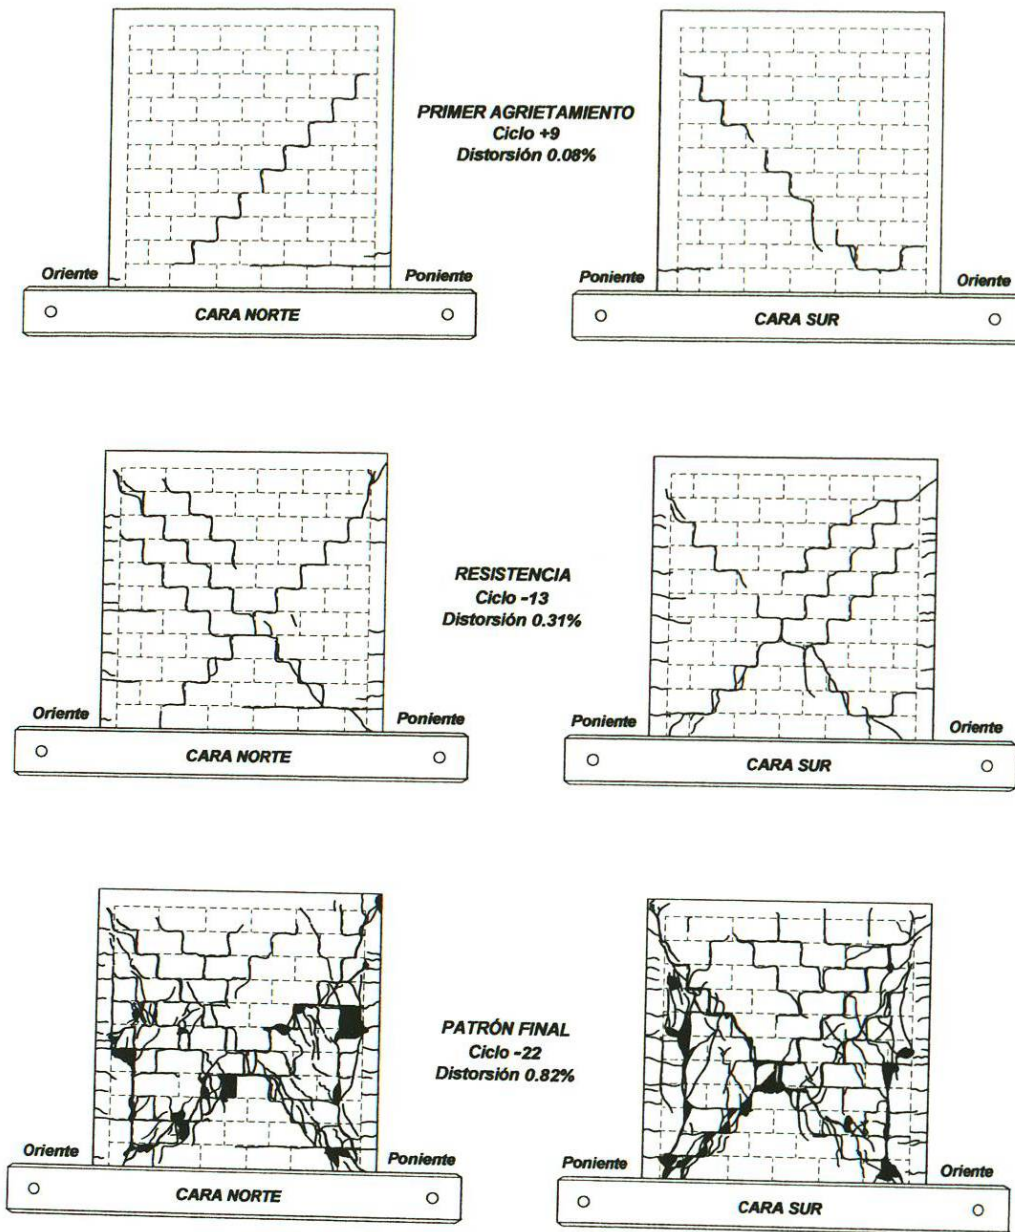 PRIMER AGRIETAMIENTO
Ciclo +9
Distorsión 0.08%
Oriente
Poniente
CARA NORTE
Poniente
Oriente
CARA SUR
RESISTENCIA
Ciclo -13
Distorsión 0.31%
Oriente
Poniente
CARA NORTE
Poniente
Oriente
CARA SUR
PATRÓN FINAL
Ciclo -22
Distorsión 0.82%
Oriente
Poniente
CARA NORTE
Poniente
Oriente
CARA SUR